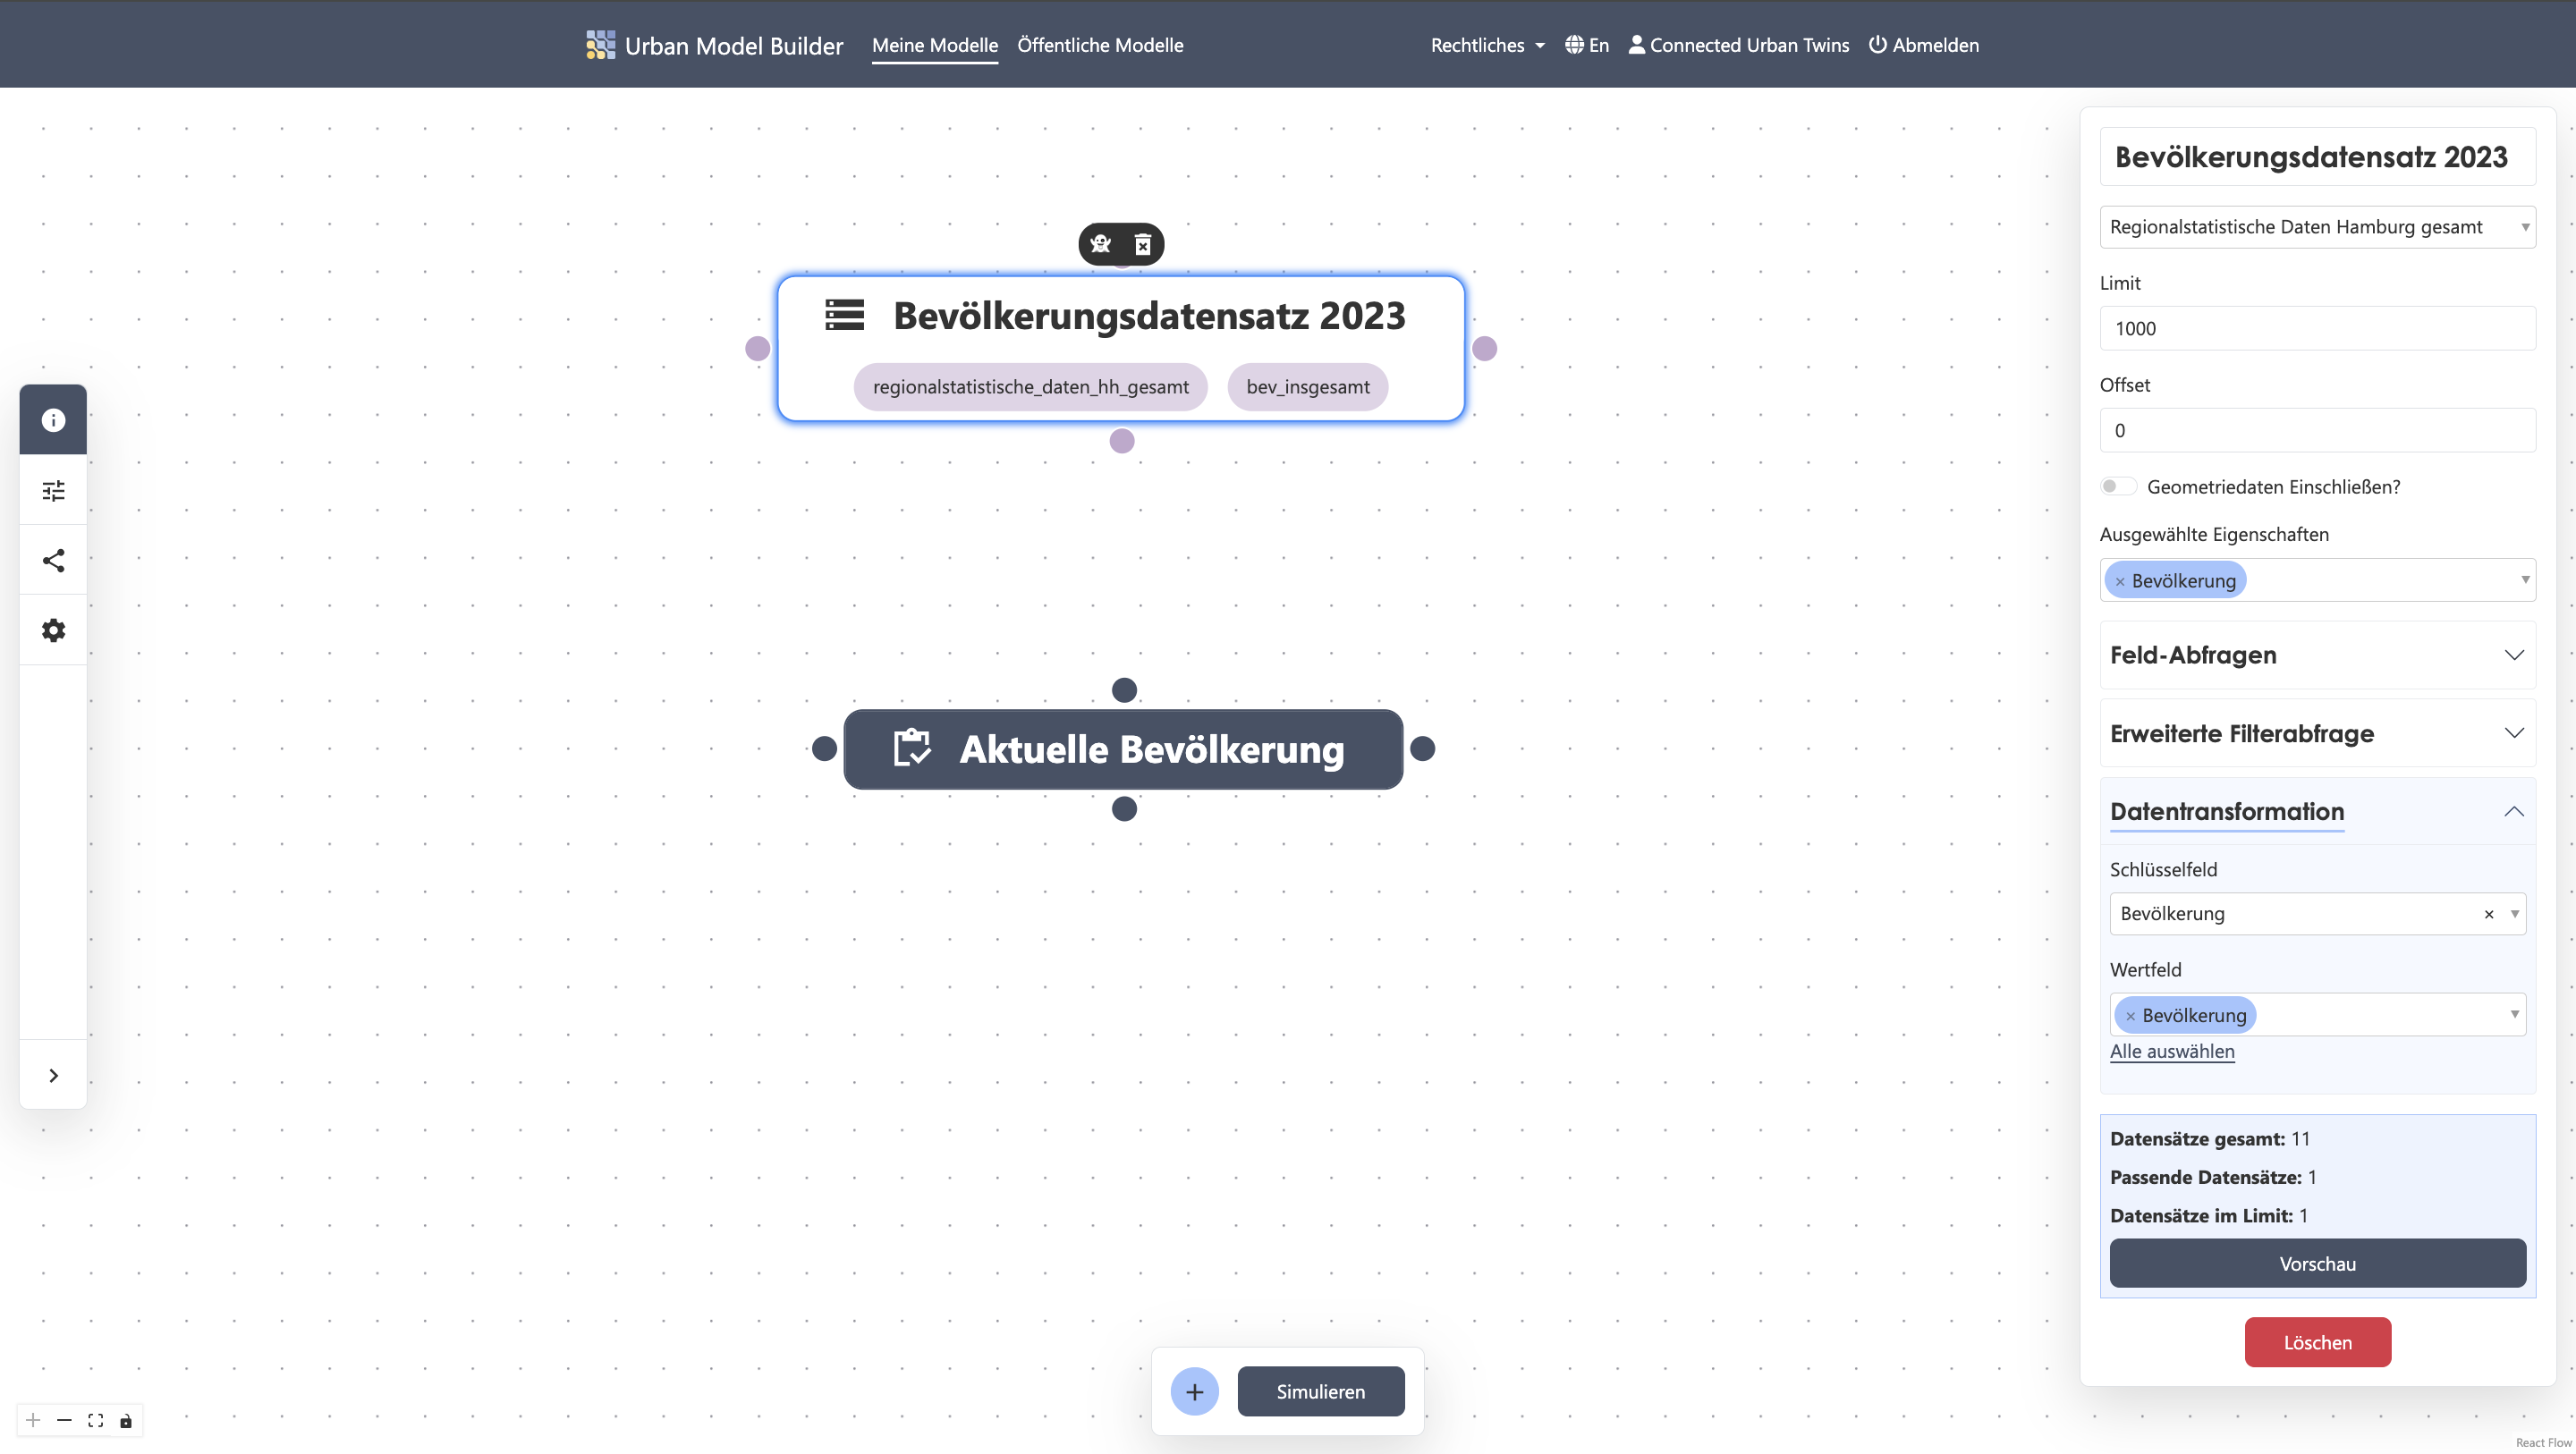 Urban Model Builder
Meine Modelle
Öffentliche Modelle
Rechtliches
En
Connected Urban Twins
Abmelden
Bevölkerungsdatensatz 2023
regionalstatistische_daten_hh_gesamt
bev_insgesamt
Aktuelle Bevölkerung
Simulieren
Bevölkerungsdatensatz 2023
Regionalstatistische Daten Hamburg gesamt
Limit
1000
Offset
0
Geometriedaten Einschließen?
Ausgewählte Eigenschaften
× Bevölkerung
Feld-Abfragen
Erweiterte Filterabfrage
Datentransformation
Schlüsselfeld
Bevölkerung ×
Wertfeld
× Bevölkerung
Alle auswählen
Datensätze gesamt: 11
Passende Datensätze: 1
Datensätze im Limit: 1
Vorschau
Löschen
React Flow